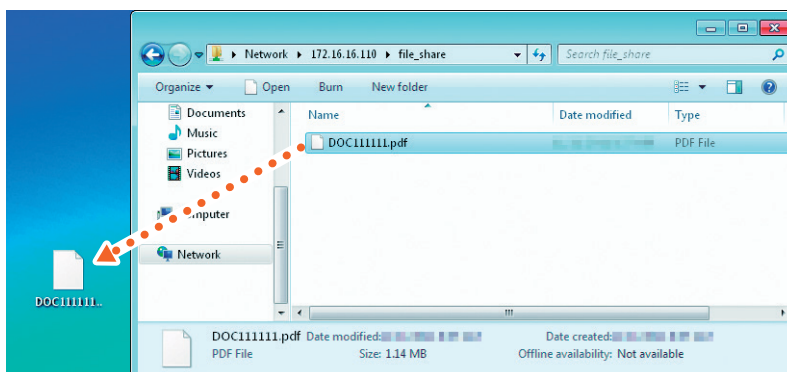 Network ▸ 172.16.16.110 ▸ file_share
Search file_share
Organize Open Burn New folder
Name Date modified Type
Documents
Music
Pictures
Videos
DOC111111.pdf PDF File
Network
DOC111111...
DOC111111.pdf Date modified: Date created:
PDF File Size: 1.14 MB Offline availability: Not available